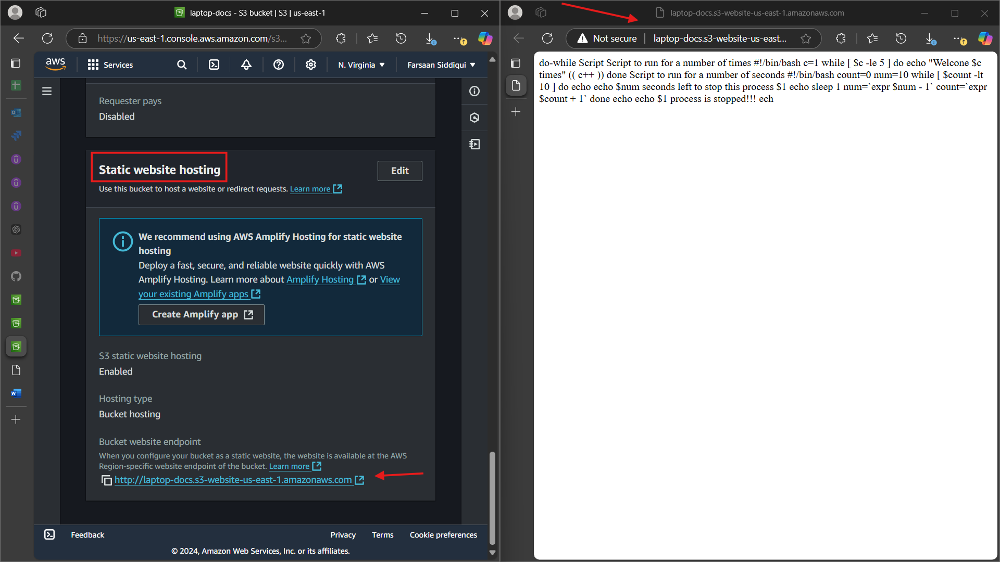 laptop-docs - S3 bucket | S3 | us-east-1
https://us-east-1.console.aws.amazon.com/s3...
aws
Services
N. Virginia
Farsaan Siddiqui
Requester pays
Disabled
Static website hosting
Edit
Use this bucket to host a website or redirect requests. Learn more
We recommend using AWS Amplify Hosting for static website
hosting
Deploy a fast, secure, and reliable website quickly with AWS
Amplify Hosting. Learn more about Amplify Hosting or View
your existing Amplify apps
Create Amplify app
S3 static website hosting
Enabled
Hosting type
Bucket hosting
Bucket website endpoint
When you configure your bucket as a static website, the website is available at the AWS
Region-specific website endpoint of the bucket. Learn more
http://laptop-docs.s3-website-us-east-1.amazonaws.com
Feedback
Privacy
Terms
Cookie preferences
© 2024, Amazon Web Services, Inc. or its affiliates.
laptop-docs.s3-website-us-east-1.amazonaws.com
Not secure
laptop-docs.s3-website-us-east...
do-while Script Script to run for a number of times #!/bin/bash c=1 while [ $c -le 5 ] do echo "Welcone $c
times" (( c++ )) done Script to run for a number of seconds #!/bin/bash count=0 num=10 while [ $count -lt
10 ] do echo echo $num seconds left to stop this process $1 echo sleep 1 num=`expr $num - 1` count=`expr
$count + 1` done echo echo $1 process is stopped!!! ech